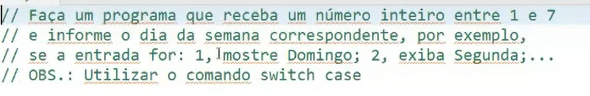 // Faça um programa que receba um número inteiro entre 1 e 7
// e informe o dia da semana correspondente, por exemplo,
// se a entrada for: 1, mostre Domingo; 2, exiba Segunda;...
// OBS.: Utilizar o comando switch case